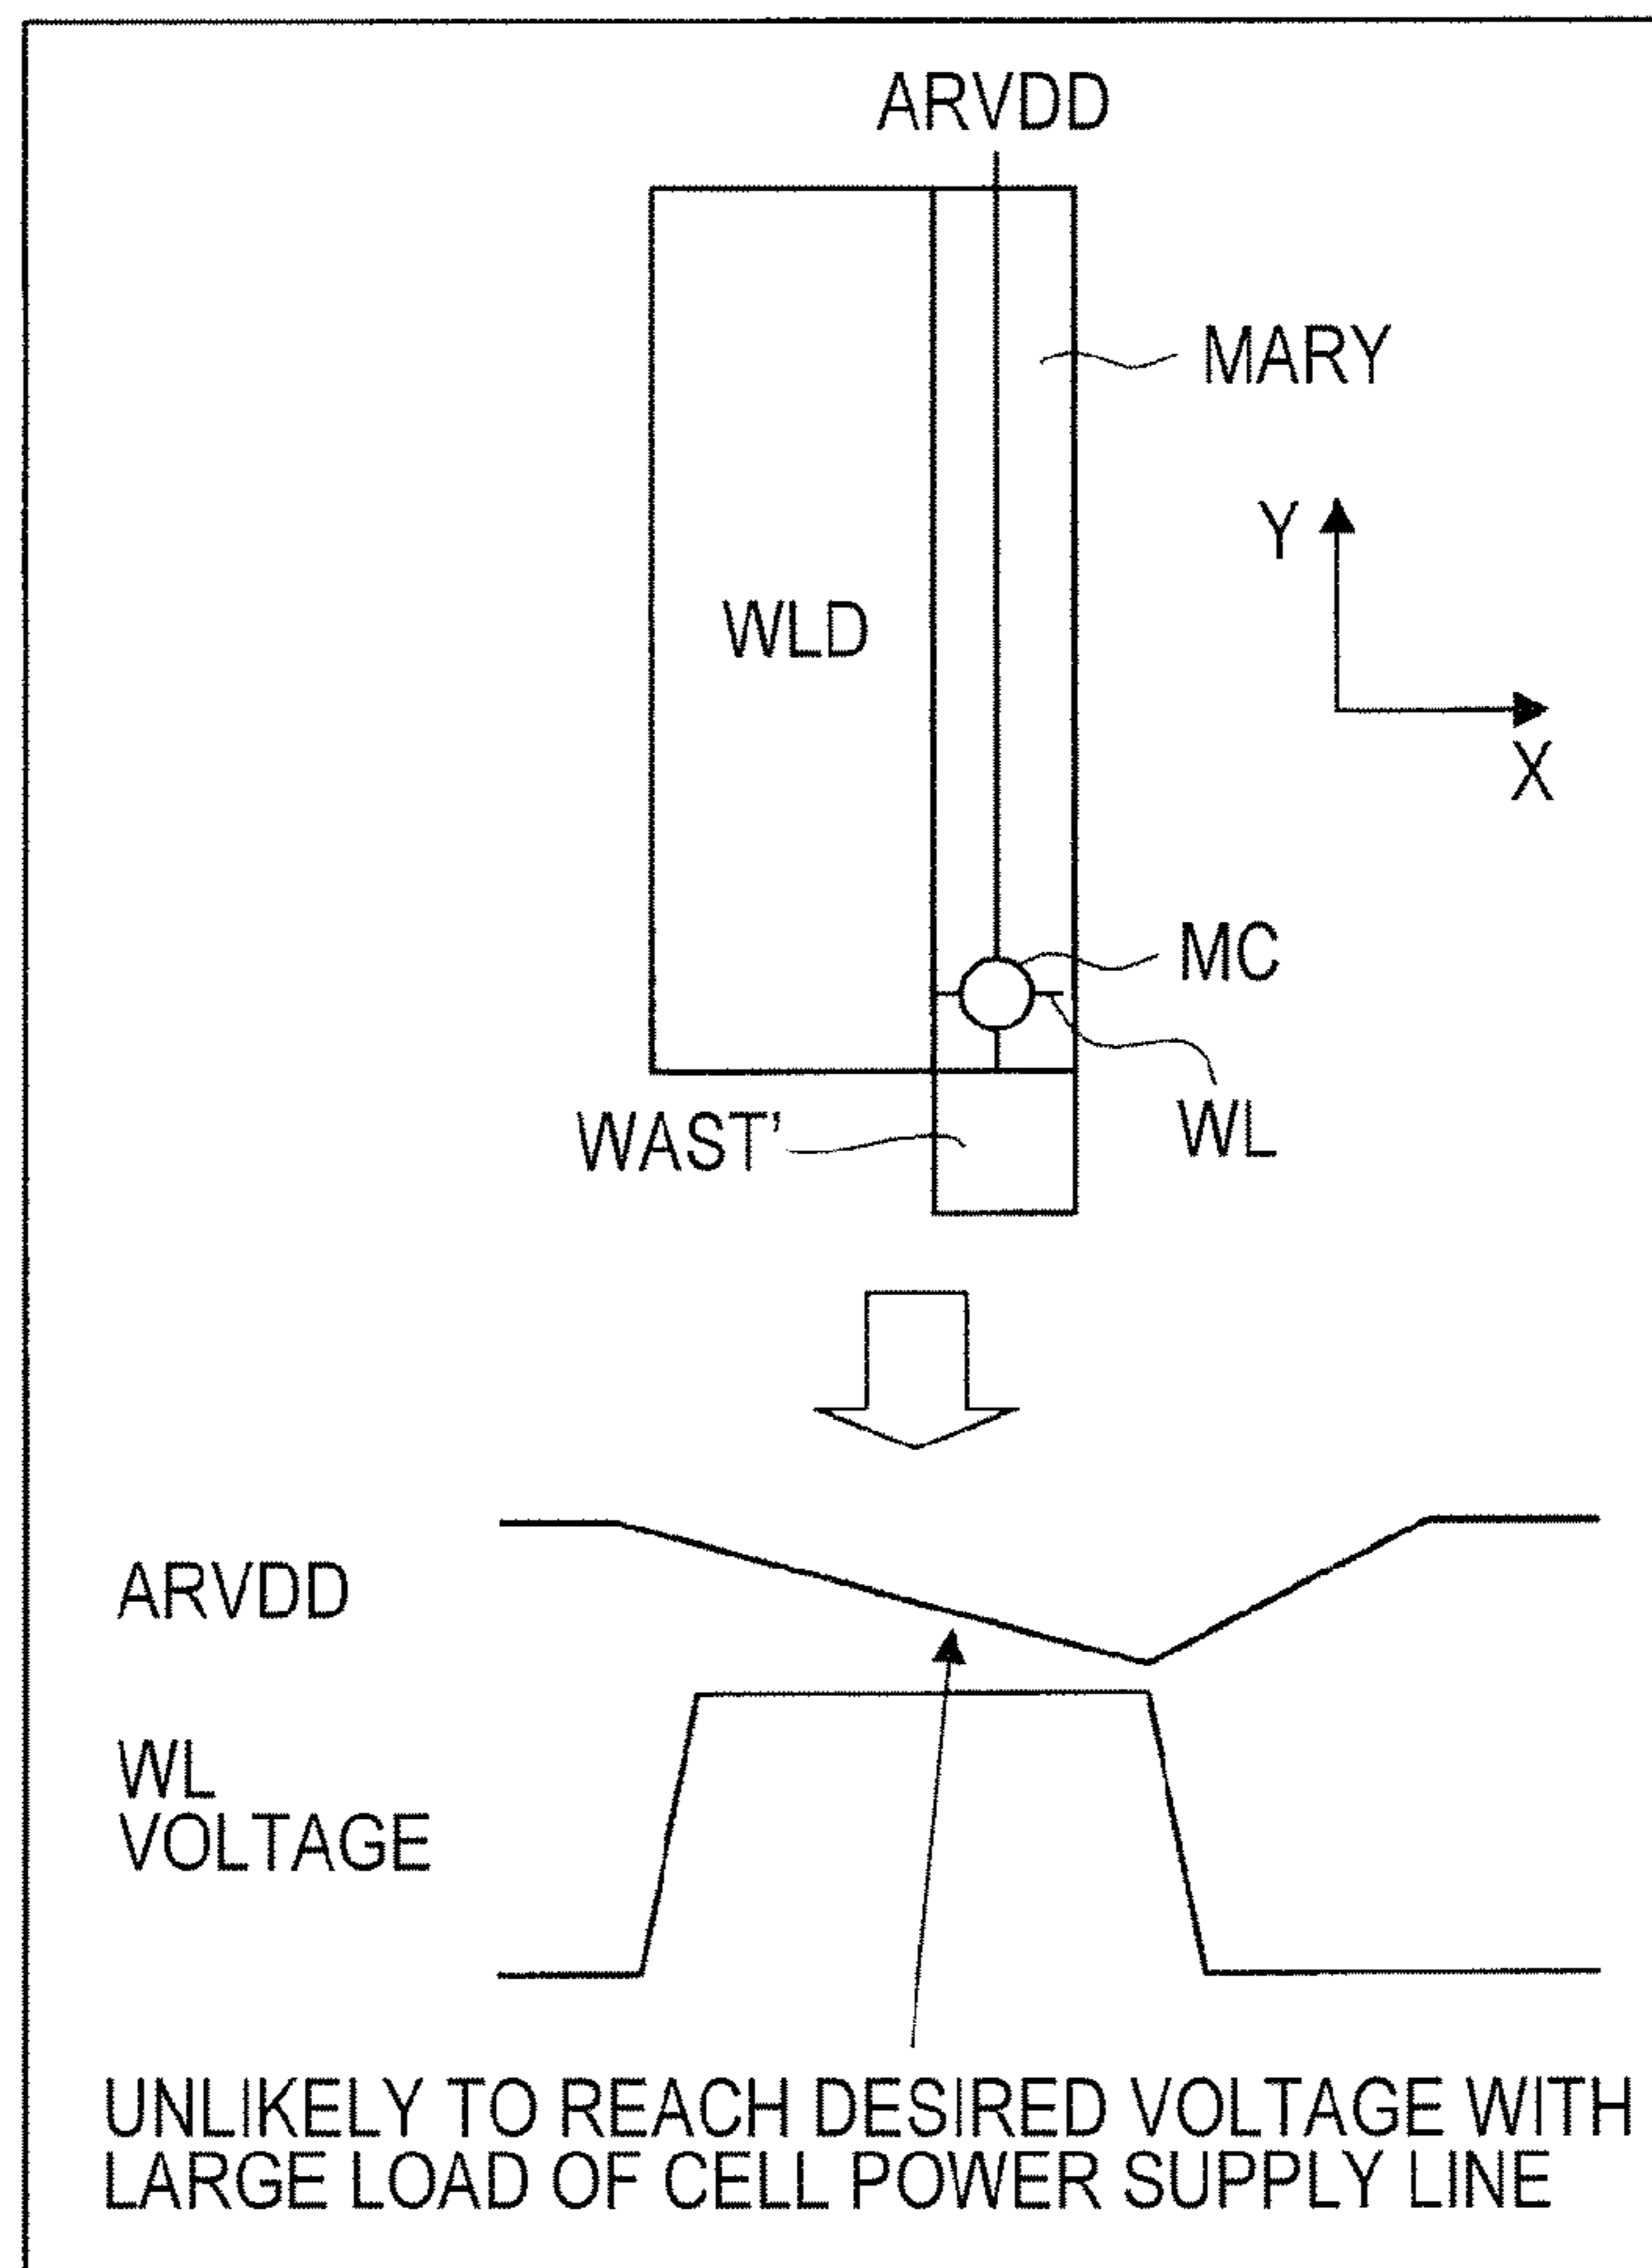 ARVDD
MARY
Y
WLD
X
MC
WAST’
WL
ARVDD
WL
VOLTAGE
UNLIKELY TO REACH DESIRED VOLTAGE WITH
LARGE LOAD OF CELL POWER SUPPLY LINE